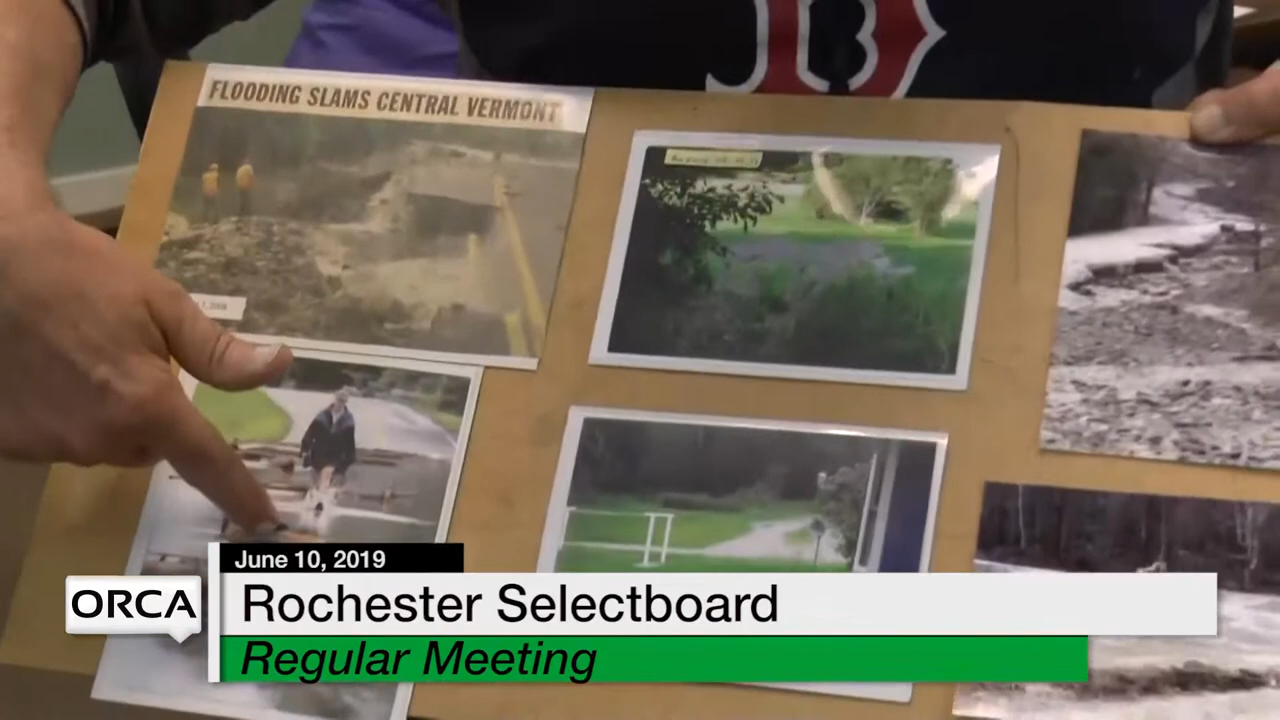 FLOODING SLAMS CENTRAL VERMONT
B
June 10, 2019
ORCA
Rochester Selectboard
Regular Meeting